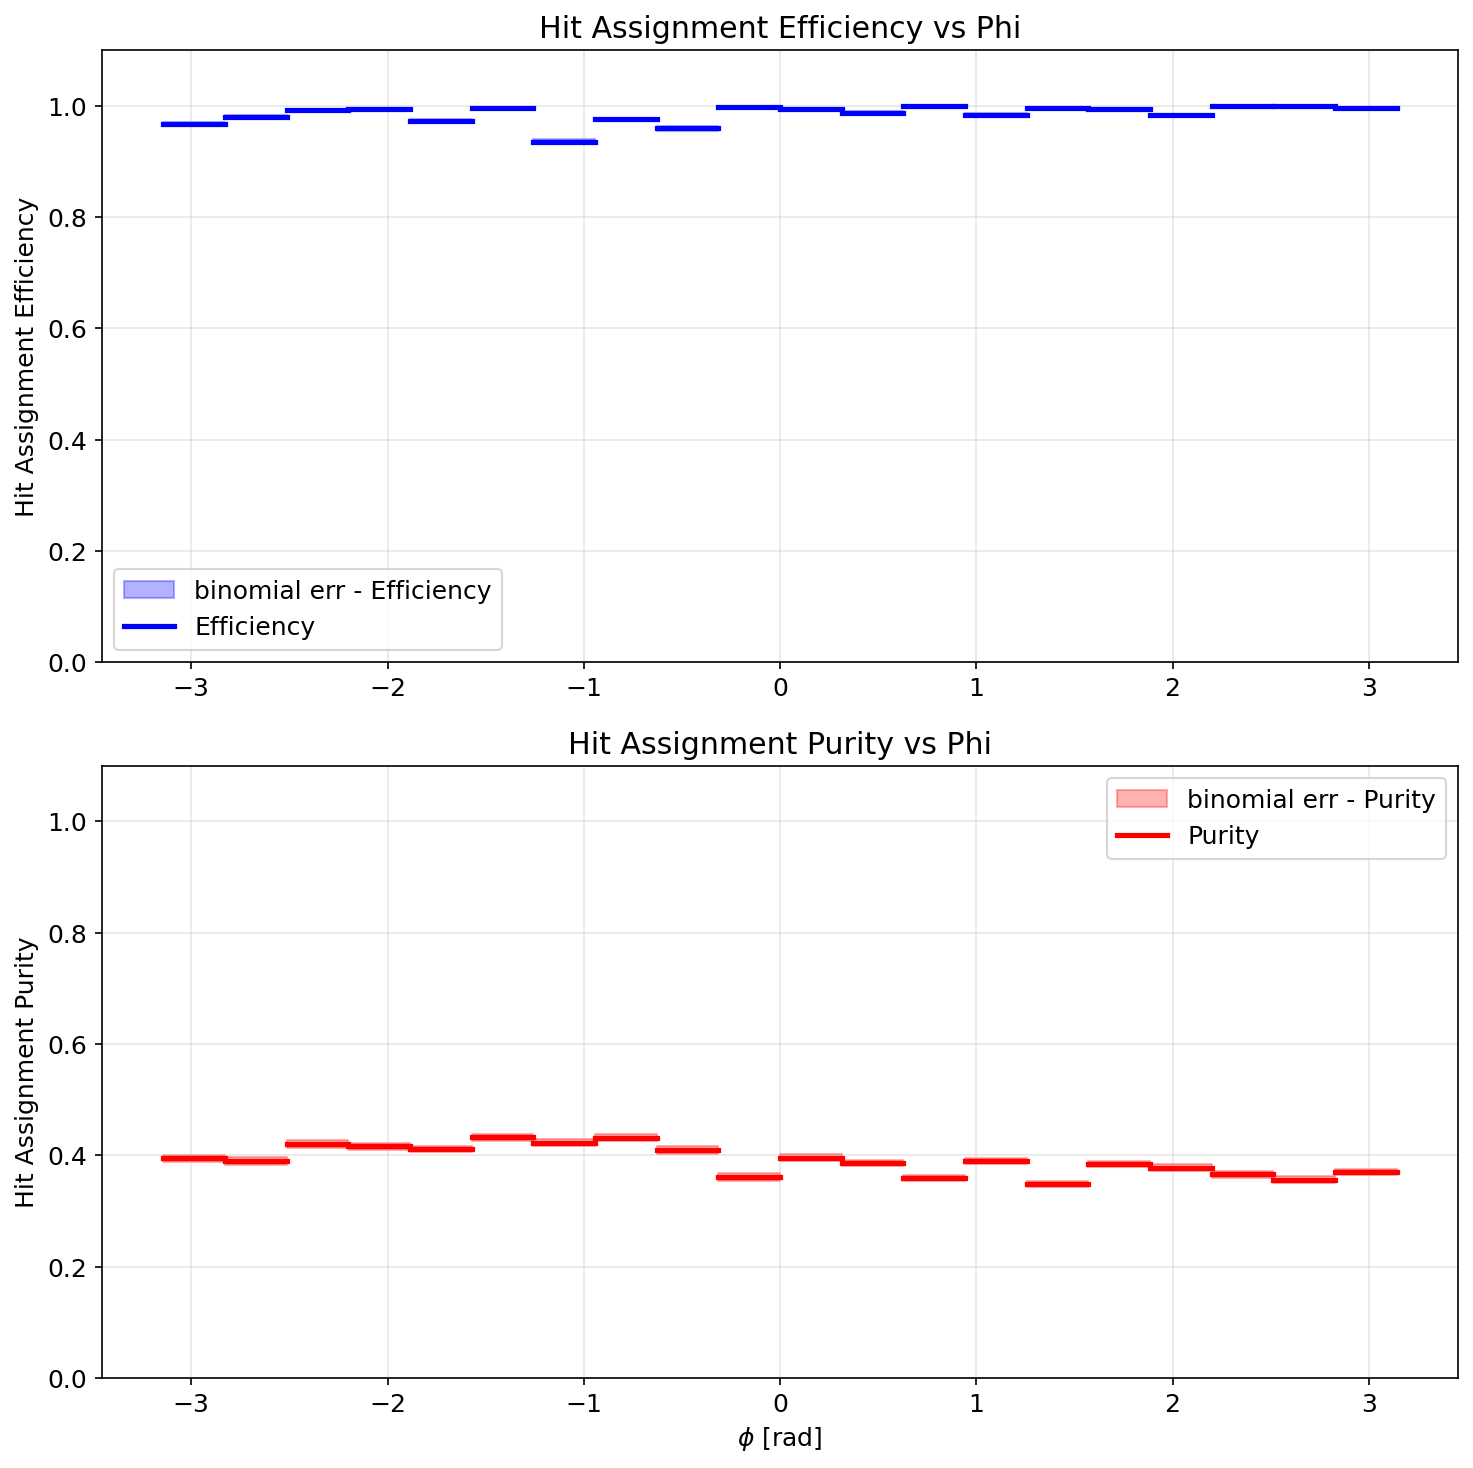 Hit Assignment Efficiency vs Phi
Hit Assignment Efficiency
1.0
0.8
0.6
0.4
0.2
0.0
binomial err - Efficiency
Efficiency
−3 −2 −1 0 1 2 3
Hit Assignment Purity vs Phi
Hit Assignment Purity
1.0
0.8
0.6
0.4
0.2
0.0
binomial err - Purity
Purity
−3 −2 −1 0 1 2 3
ϕ [rad]